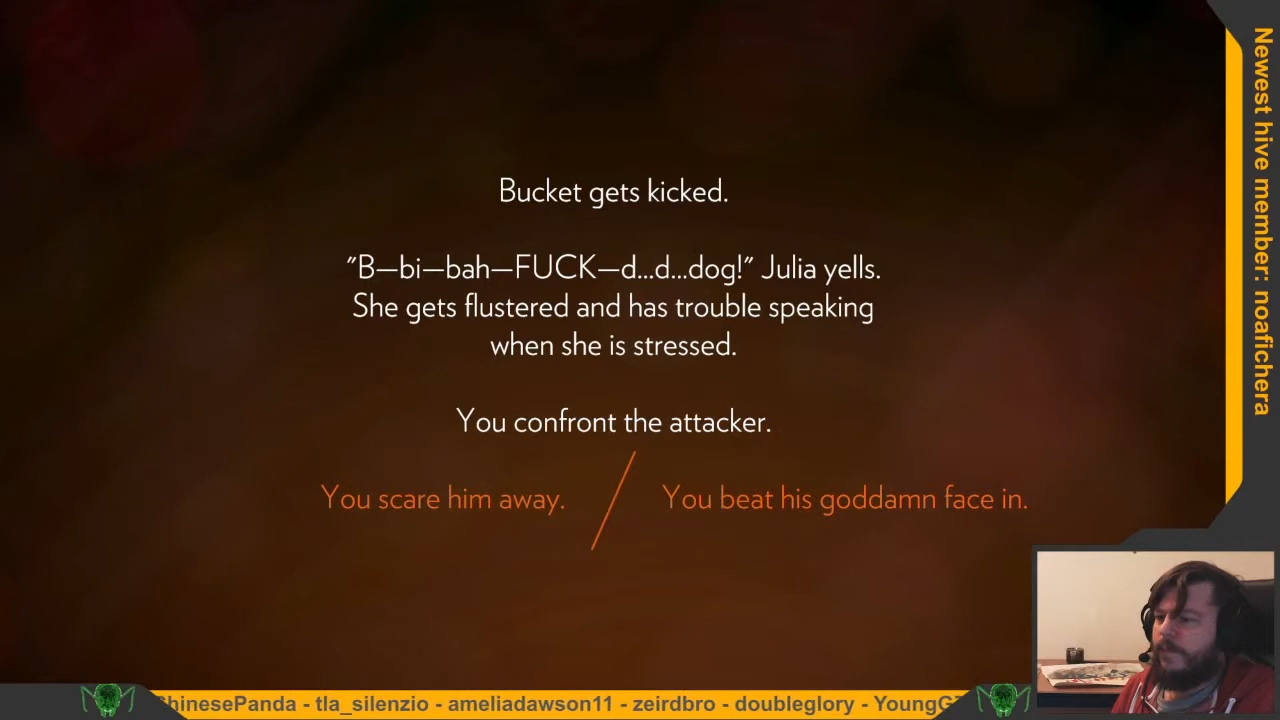 Bucket gets kicked.
"B—bi—bah—FUCK—d...d...dog!" Julia yells.
She gets flustered and has trouble speaking
when she is stressed.
You confront the attacker.
You scare him away. / You beat his goddamn face in.
Newest hive member: noafichera
hinesePanda - tla_silenzio - ameliadawson11 - zeirdbro - doubleglory - YoungG